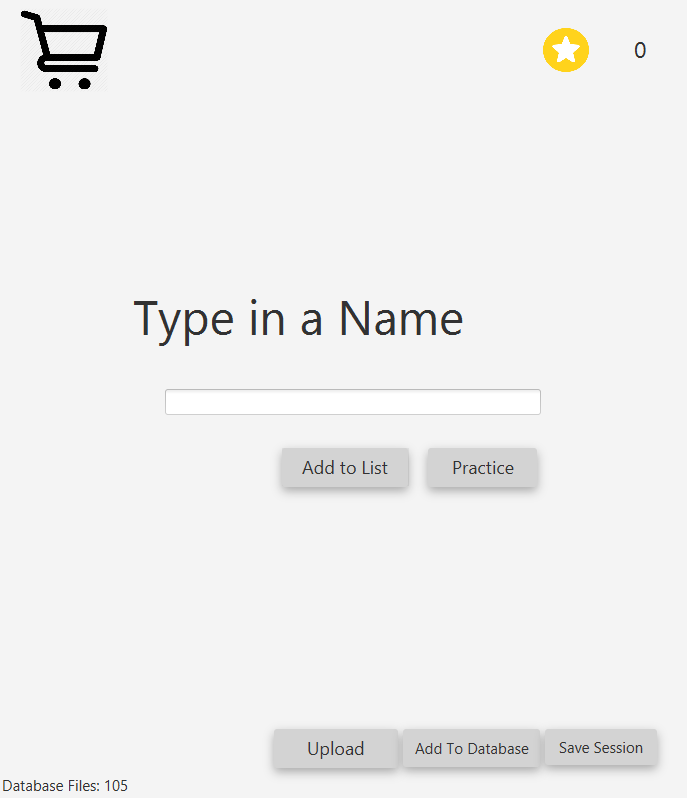 0
Type in a Name
Add to List
Practice
Upload
Add To Database
Save Session
Database Files: 105